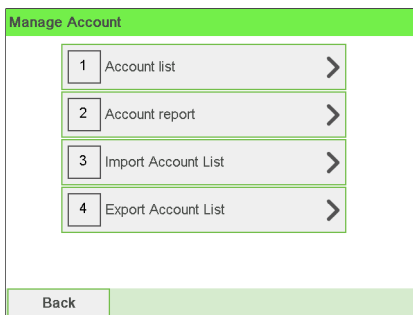 Manage Account
1 Account list
2 Account report
3 Import Account List
4 Export Account List
Back